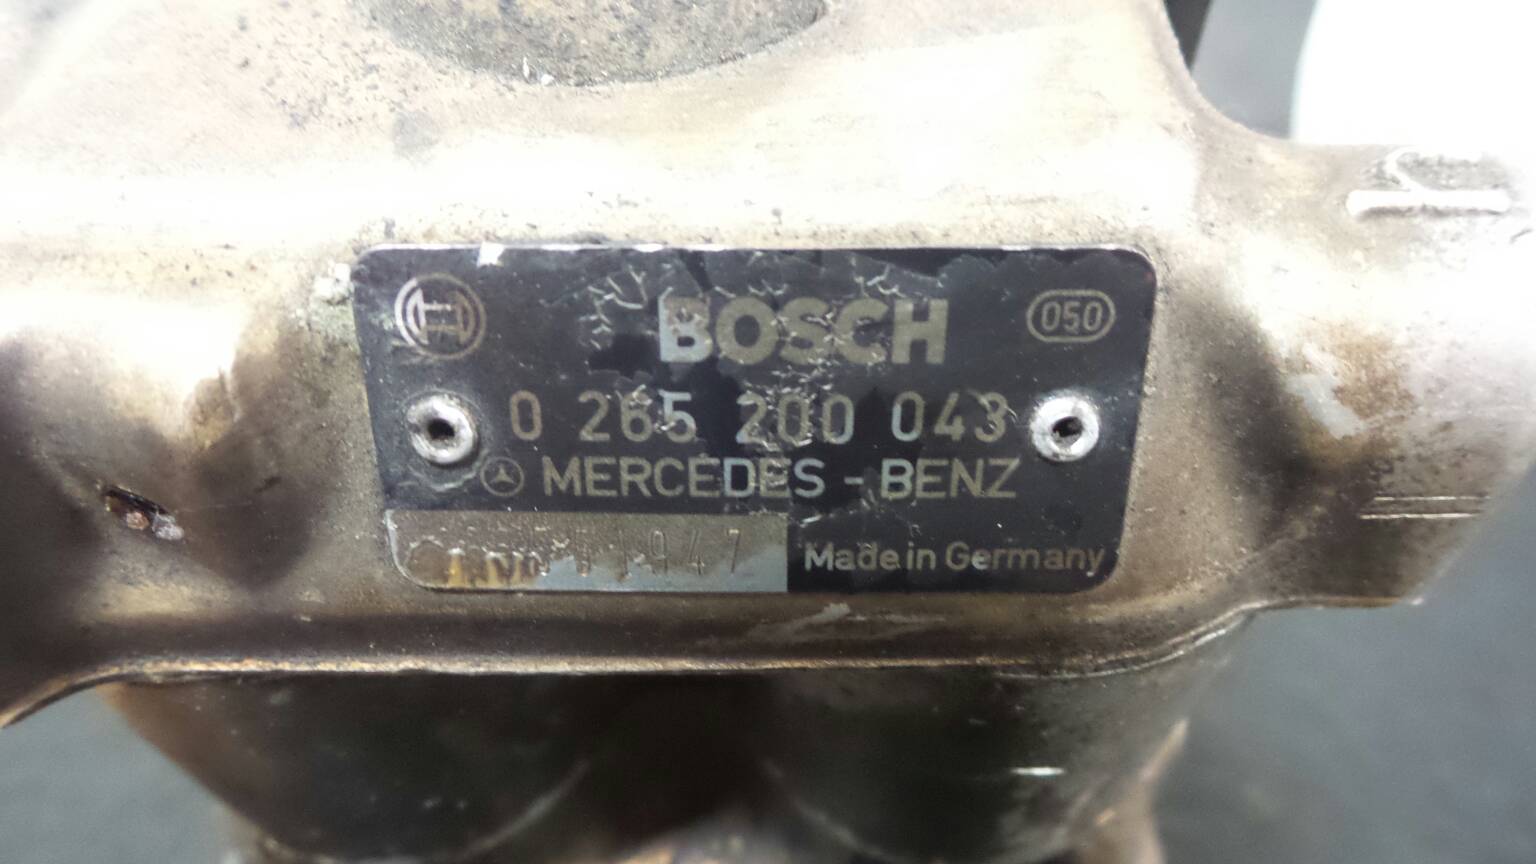 BOSCH
050
0 265 200 043
MERCEDES-BENZ
Made in Germany